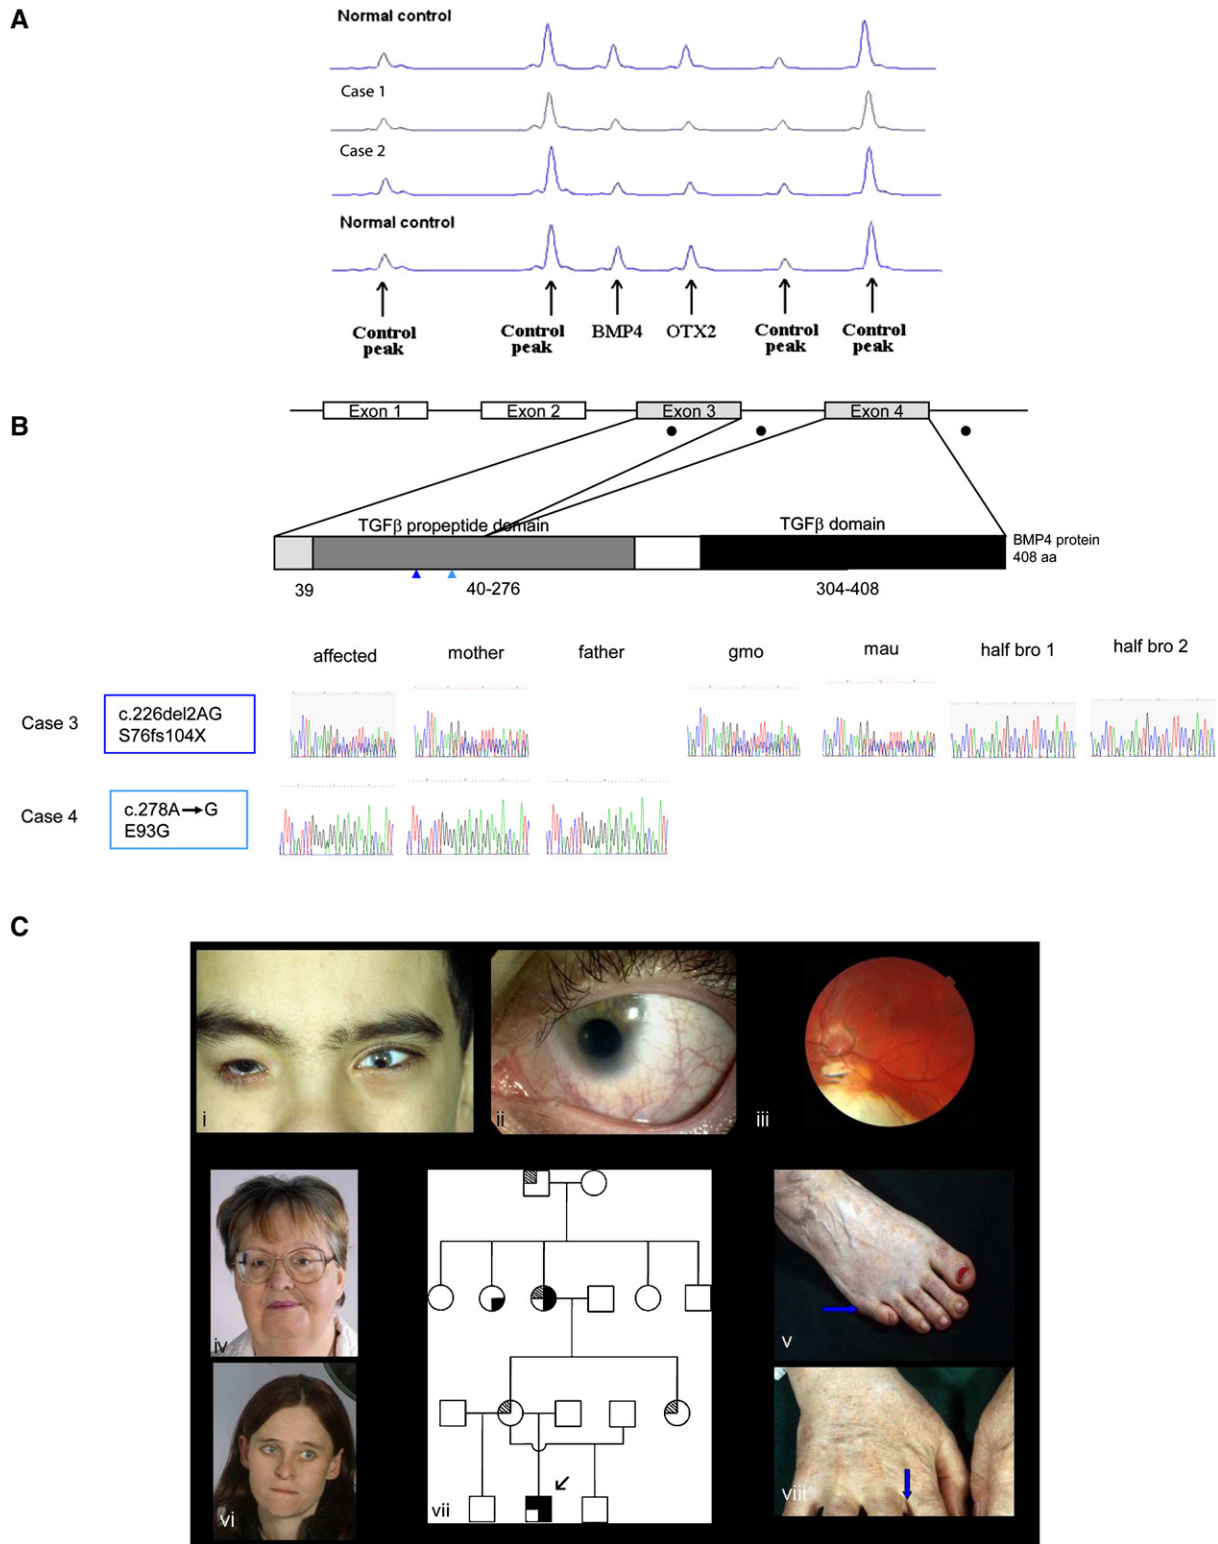 A
Normal control
Case 1
Case 2
Normal control
Control peak
Control peak
BMP4
OTX2
Control peak
Control peak
B
Exon 1 Exon 2 Exon 3 Exon 4
TGFβ propeptide domain TGFβ domain
BMP4 protein
408 aa
39 40-276 304-408
affected mother father gmo mau half bro 1 half bro 2
Case 3
c.226del2AG
S76fs104X
Case 4
c.278A→G
E93G
C
i ii iii
iv
v
vi vii viii